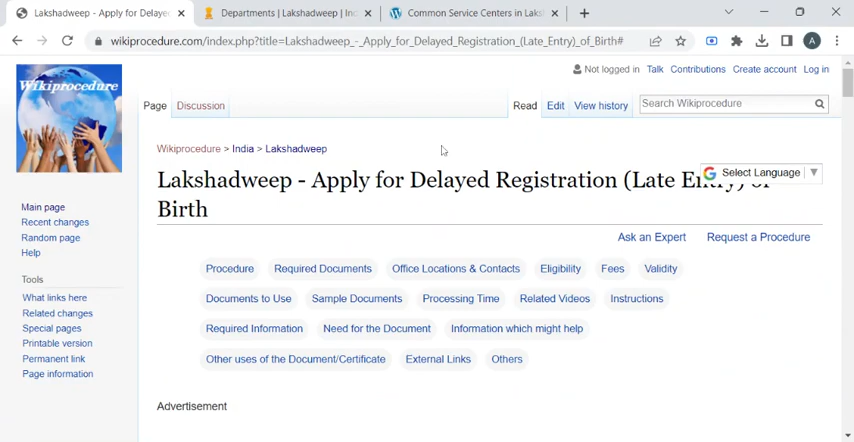 Lakshadweep - Apply for Delaye
Departments | Lakshadweep | Inc
Common Service Centers in Laks
wikiprocedure.com/index.php?title=Lakshadweep_-_Apply_for_Delayed_Registration_(Late_Entry)_of_Birth#
A
Not logged in Talk Contributions Create account Log in
Wikiprocedure
Page Discussion Read Edit View history Search Wikiprocedure
Wikiprocedure > India > Lakshadweep
Select Language
Lakshadweep - Apply for Delayed Registration (Late Entry) of
Birth
Ask an Expert Request a Procedure
Main page
Recent changes
Random page
Help
Tools
What links here
Related changes
Special pages
Printable version
Permanent link
Page information
Procedure Required Documents Office Locations & Contacts Eligibility Fees Validity
Documents to Use Sample Documents Processing Time Related Videos Instructions
Required Information Need for the Document Information which might help
Other uses of the Document/Certificate External Links Others
Advertisement